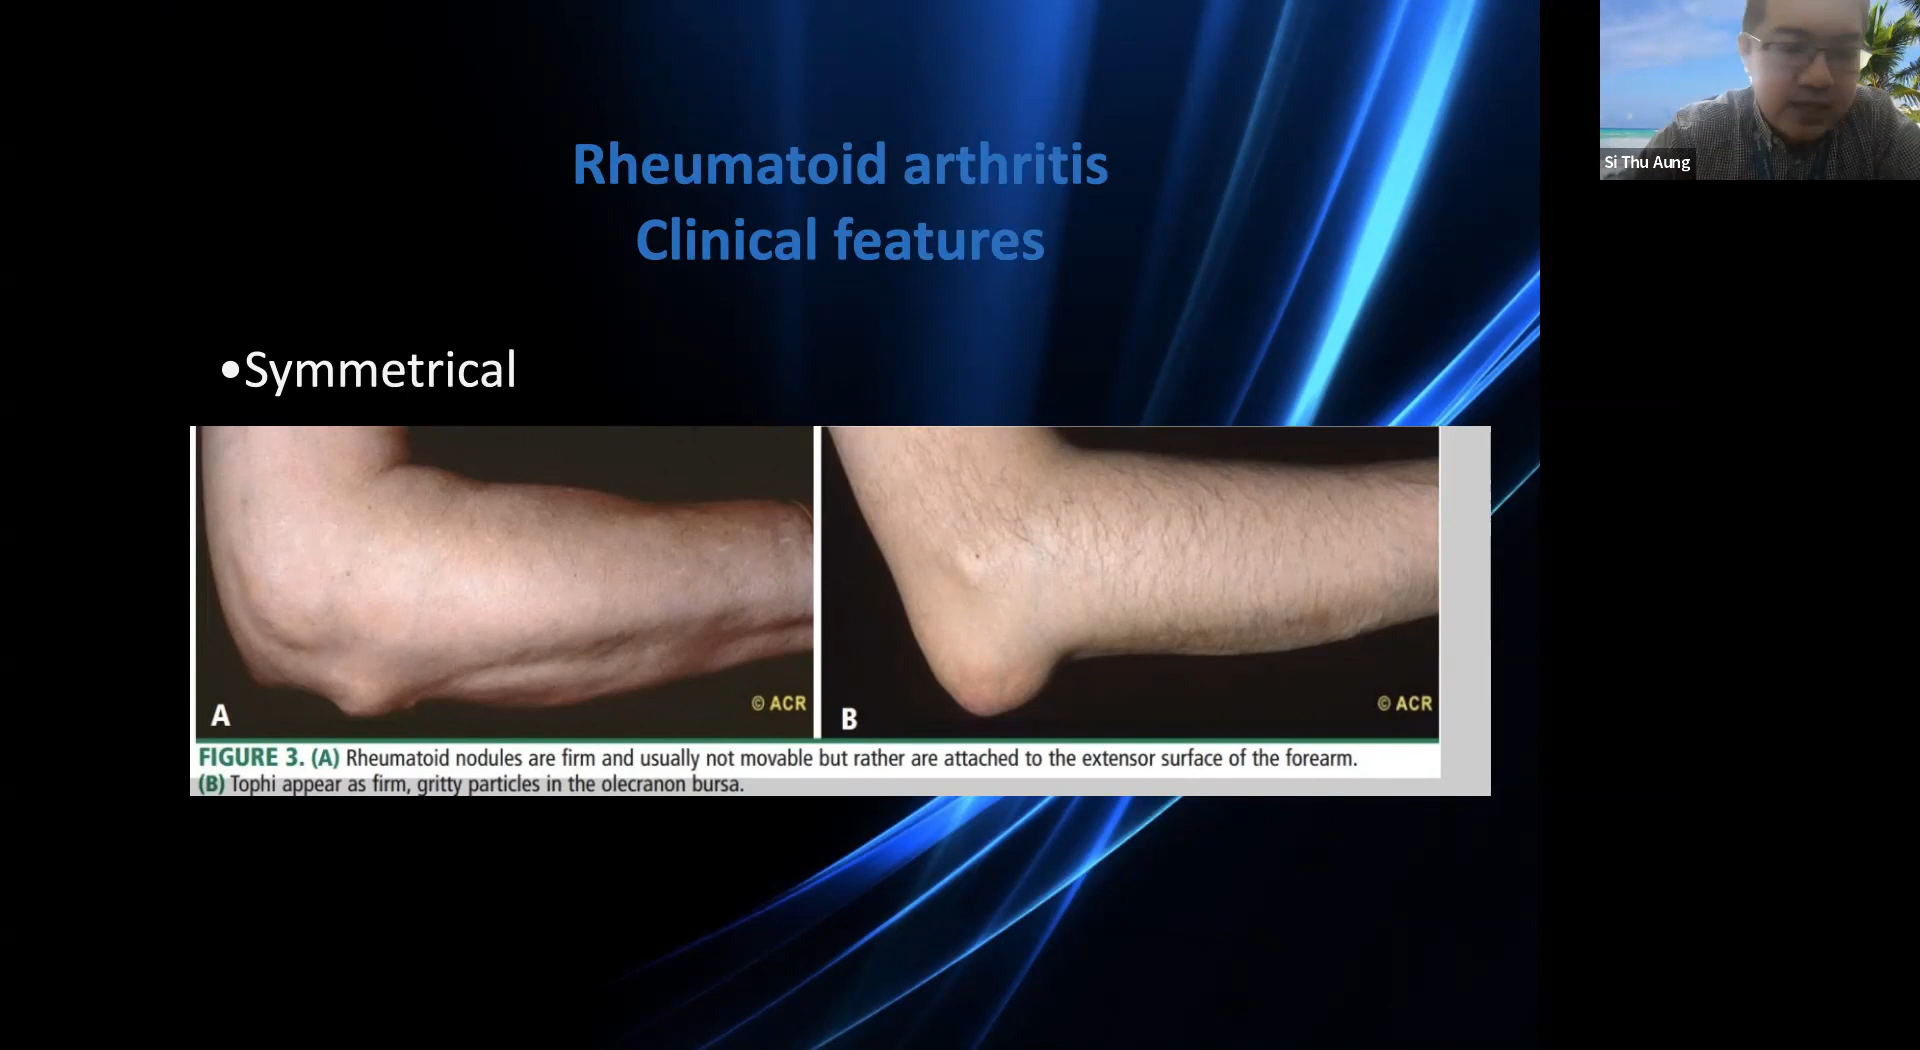 Rheumatoid arthritis
Clinical features
•Symmetrical
A
© ACR
B
© ACR
FIGURE 3. (A) Rheumatoid nodules are firm and usually not movable but rather are attached to the extensor surface of the forearm.
(B) Tophi appear as firm, gritty particles in the olecranon bursa.
Si Thu Aung